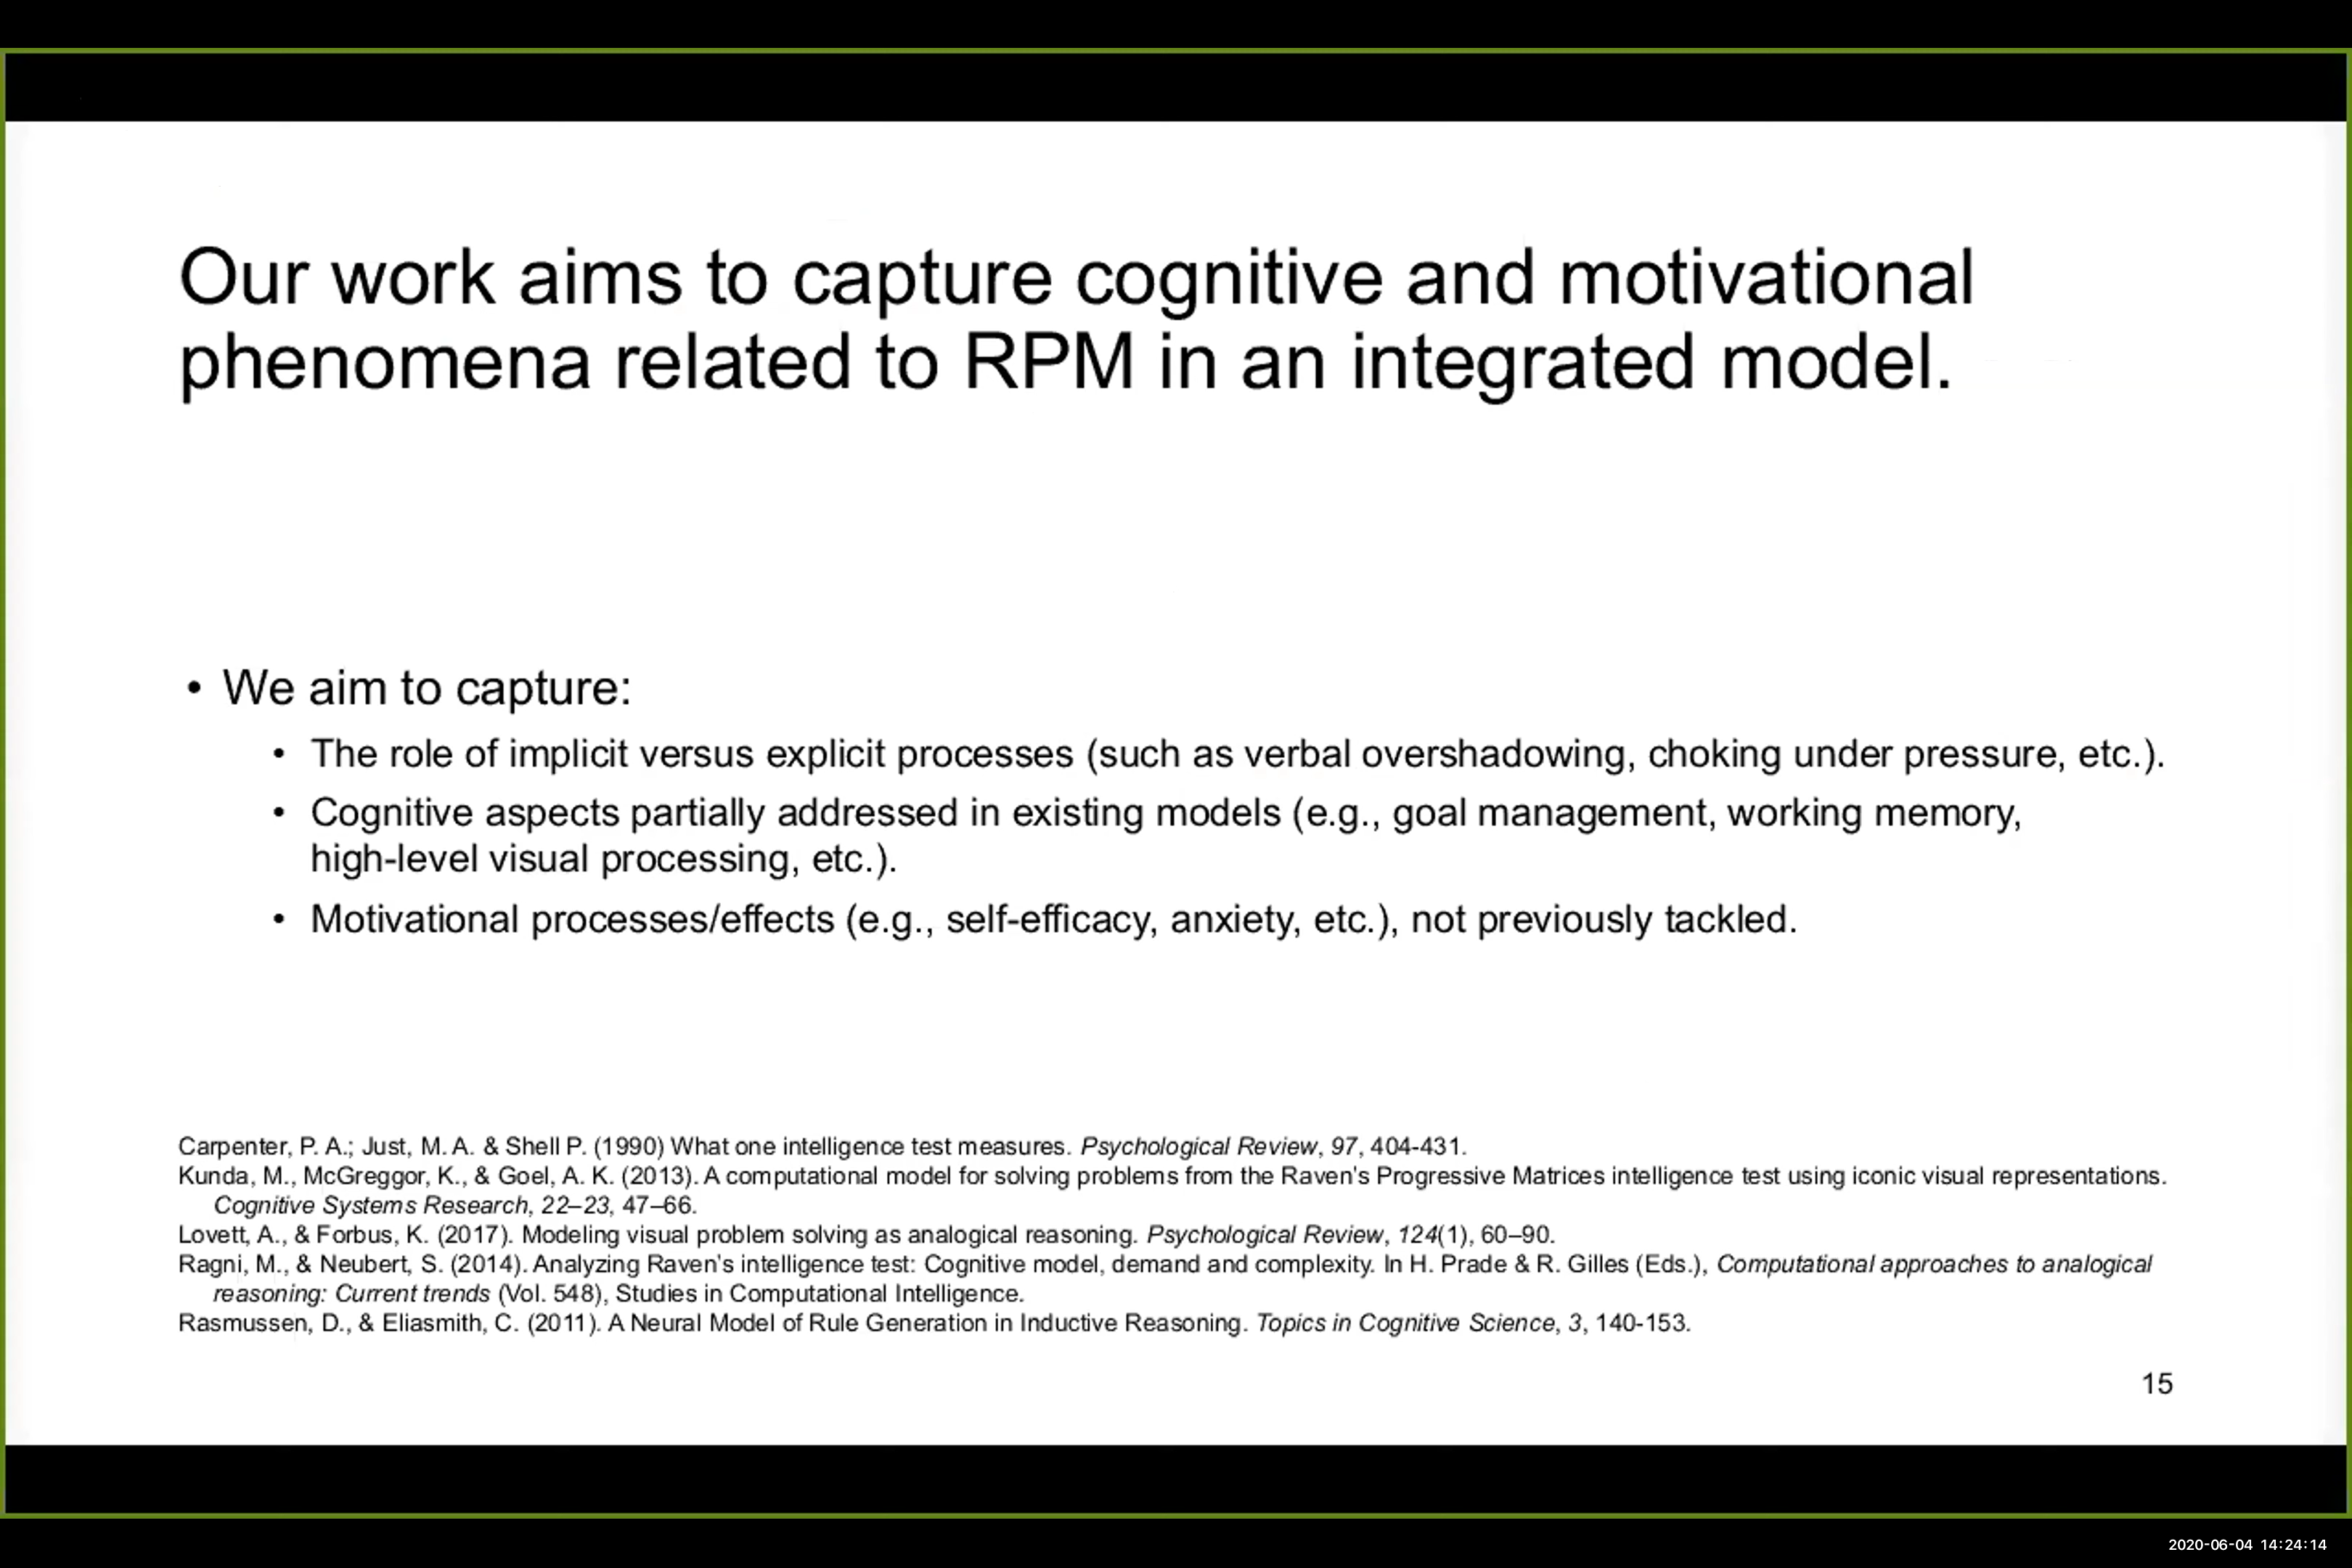 Our work aims to capture cognitive and motivational
phenomena related to RPM in an integrated model.
• We aim to capture:
• The role of implicit versus explicit processes (such as verbal overshadowing, choking under pressure, etc.).
• Cognitive aspects partially addressed in existing models (e.g., goal management, working memory,
high-level visual processing, etc.).
• Motivational processes/effects (e.g., self-efficacy, anxiety, etc.), not previously tackled.
Carpenter, P. A.; Just, M. A. & Shell P. (1990) What one intelligence test measures. Psychological Review, 97, 404-431.
Kunda, M., McGreggor, K., & Goel, A. K. (2013). A computational model for solving problems from the Raven's Progressive Matrices intelligence test using iconic visual representations.
Cognitive Systems Research, 22–23, 47–66.
Lovett, A., & Forbus, K. (2017). Modeling visual problem solving as analogical reasoning. Psychological Review, 124(1), 60–90.
Ragni, M., & Neubert, S. (2014). Analyzing Raven's intelligence test: Cognitive model, demand and complexity. In H. Prade & R. Gilles (Eds.), Computational approaches to analogical
reasoning: Current trends (Vol. 548), Studies in Computational Intelligence.
Rasmussen, D., & Eliasmith, C. (2011). A Neural Model of Rule Generation in Inductive Reasoning. Topics in Cognitive Science, 3, 140-153.
15
2020-06-04 14:24:14